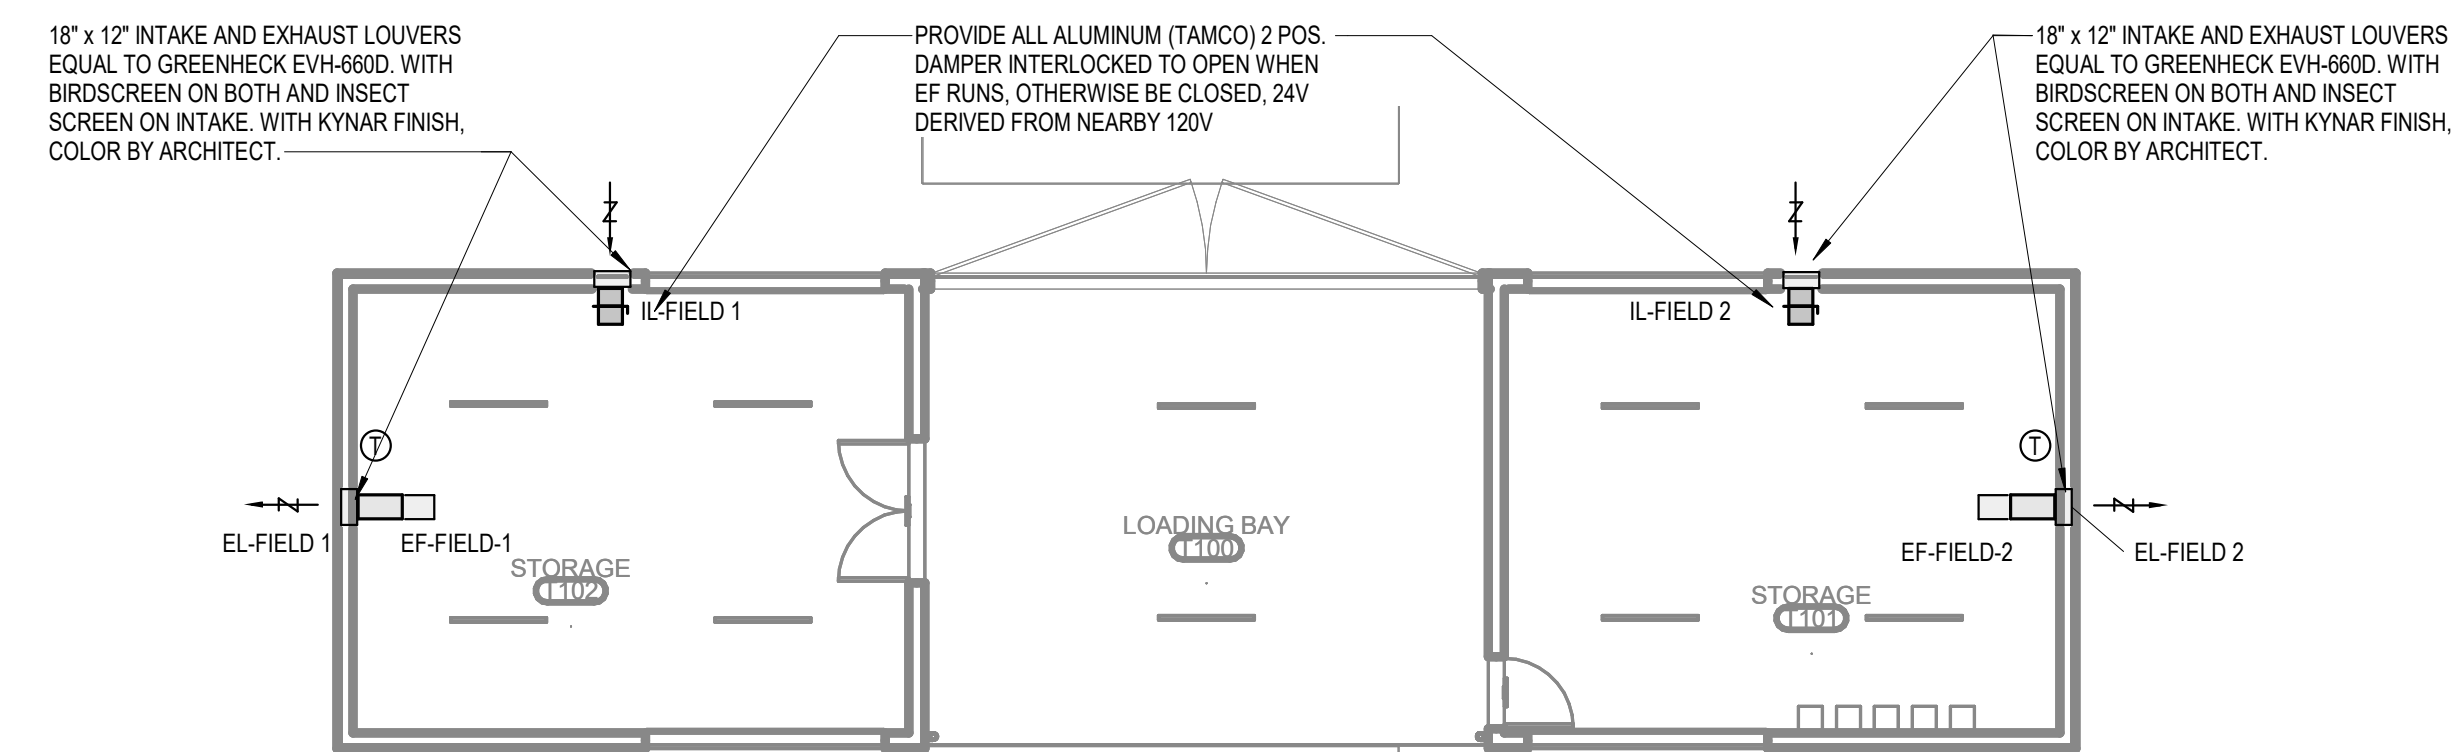 18" x 12" INTAKE AND EXHAUST LOUVERS
EQUAL TO GREENHECK EVH-660D. WITH
BIRDSCREEN ON BOTH AND INSECT
SCREEN ON INTAKE. WITH KYNAR FINISH,
COLOR BY ARCHITECT.
PROVIDE ALL ALUMINUM (TAMCO) 2 POS.
DAMPER INTERLOCKED TO OPEN WHEN
EF RUNS, OTHERWISE BE CLOSED, 24V
DERIVED FROM NEARBY 120V
18" x 12" INTAKE AND EXHAUST LOUVERS
EQUAL TO GREENHECK EVH-660D. WITH
BIRDSCREEN ON BOTH AND INSECT
SCREEN ON INTAKE. WITH KYNAR FINISH,
COLOR BY ARCHITECT.
IL-FIELD 1
IL-FIELD 2
T
T
EL-FIELD 1
EF-FIELD-1
STORAGE
T102
LOADING BAY
T100
EF-FIELD-2
EL-FIELD 2
STORAGE
T101